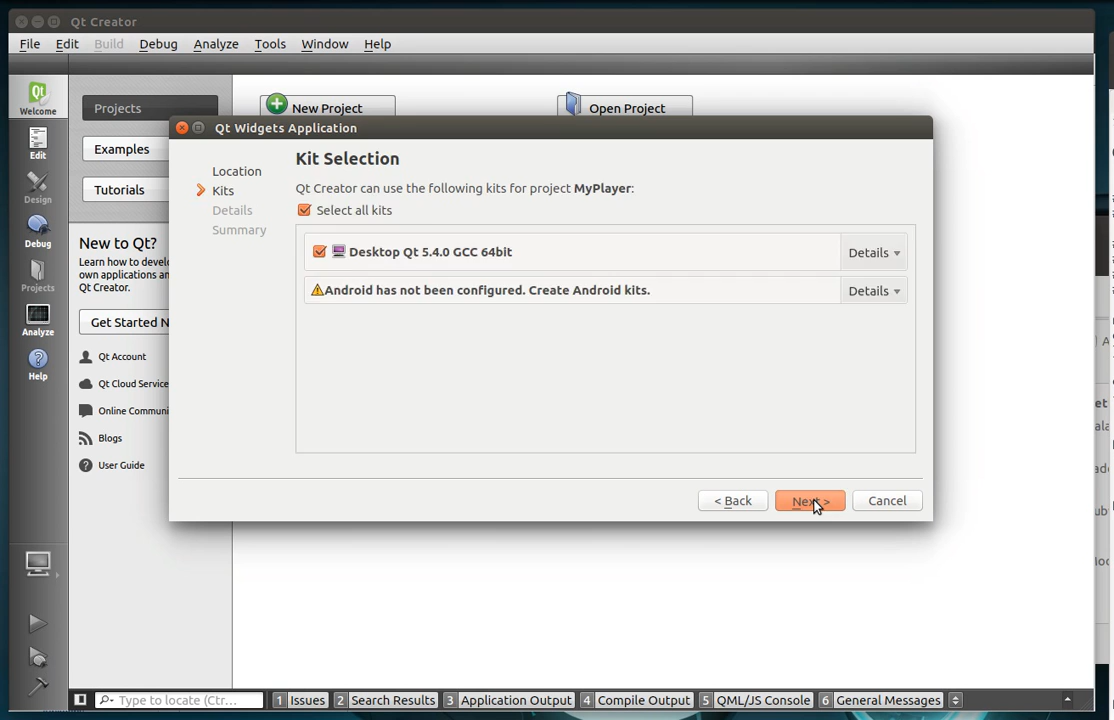 Qt Creator
File Edit Build Debug Analyze Tools Window Help
Welcome
Edit
Design
Debug
Projects
Analyze
Help
Projects
Examples
Tutorials
New to Qt?
Learn how to develo
own applications an
Qt Creator.
Get Started N
Qt Account
Qt Cloud Service
Online Communi
Blogs
User Guide
New Project
Open Project
Qt Widgets Application
Location
Kits
Details
Summary
Kit Selection
Qt Creator can use the following kits for project MyPlayer:
Select all kits
Desktop Qt 5.4.0 GCC 64bit Details
Android has not been configured. Create Android kits. Details
< Back Next > Cancel
Type to locate (Ctr... 1 Issues 2 Search Results 3 Application Output 4 Compile Output 5 QML/JS Console 6 General Messages